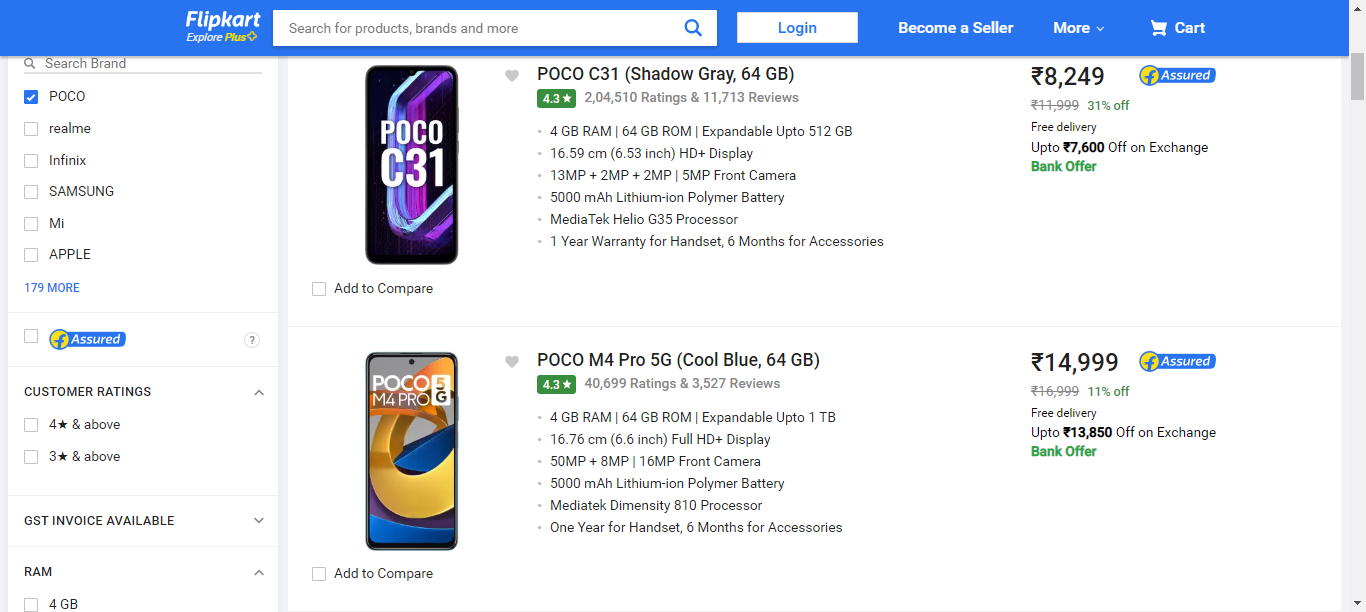 Flipkart
Explore Plus
Search for products, brands and more
Login
Become a Seller
More
Cart
Search Brand
POCO
realme
Infinix
SAMSUNG
Mi
APPLE
179 MORE
Assured
?
CUSTOMER RATINGS
4★ & above
3★ & above
GST INVOICE AVAILABLE
RAM
4 GB
POCO
C31
Add to Compare
POCO C31 (Shadow Gray, 64 GB)
4.3 ★ 2,04,510 Ratings & 11,713 Reviews
4 GB RAM | 64 GB ROM | Expandable Upto 512 GB
16.59 cm (6.53 inch) HD+ Display
13MP + 2MP + 2MP | 5MP Front Camera
5000 mAh Lithium-ion Polymer Battery
MediaTek Helio G35 Processor
1 Year Warranty for Handset, 6 Months for Accessories
₹8,249
Assured
₹11,999 31% off
Free delivery
Upto ₹7,600 Off on Exchange
Bank Offer
POCO 5
M4 PRO G
Add to Compare
POCO M4 Pro 5G (Cool Blue, 64 GB)
4.3 ★ 40,699 Ratings & 3,527 Reviews
4 GB RAM | 64 GB ROM | Expandable Upto 1 TB
16.76 cm (6.6 inch) Full HD+ Display
50MP + 8MP | 16MP Front Camera
5000 mAh Lithium-ion Polymer Battery
Mediatek Dimensity 810 Processor
One Year for Handset, 6 Months for Accessories
₹14,999
Assured
₹16,999 11% off
Free delivery
Upto ₹13,850 Off on Exchange
Bank Offer